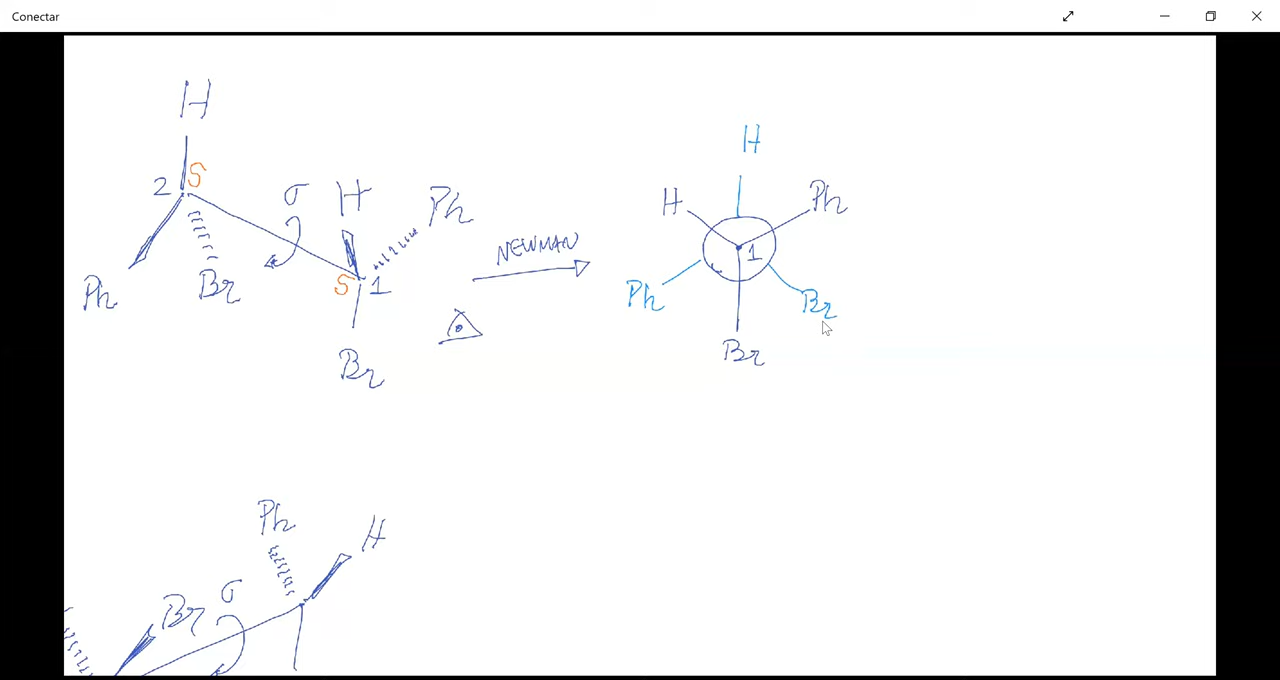 Conectar
H
2 S
σ H Ph
Ph Br
S 1
Br
NEWMAN
H
H Ph
1
Ph Br
Br
Ph H
Br σ